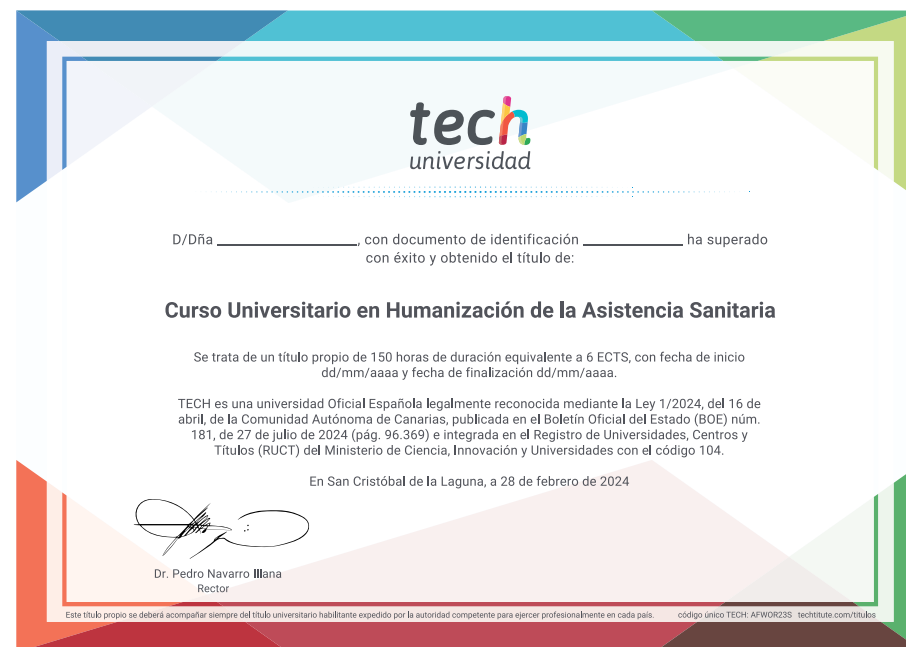 tech
universidad
D/Dña ____________________, con documento de identificación ______________ ha superado
con éxito y obtenido el título de:
Curso Universitario en Humanización de la Asistencia Sanitaria
Se trata de un título propio de 150 horas de duración equivalente a 6 ECTS, con fecha de inicio
dd/mm/aaaa y fecha de finalización dd/mm/aaaa.
TECH es una universidad Oficial Española legalmente reconocida mediante la Ley 1/2024, del 16 de
abril, de la Comunidad Autónoma de Canarias, publicada en el Boletín Oficial del Estado (BOE) núm.
181, de 27 de julio de 2024 (pág. 96.369) e integrada en el Registro de Universidades, Centros y
Títulos (RUCT) del Ministerio de Ciencia, Innovación y Universidades con el código 104.
En San Cristóbal de la Laguna, a 28 de febrero de 2024
Dr. Pedro Navarro Illana
Rector
Este título propio se deberá acompañar siempre del título universitario habilitante expedido por la autoridad competente para ejercer profesionalmente en cada país. código único TECH: AFWOR23S techtitute.com/titulos